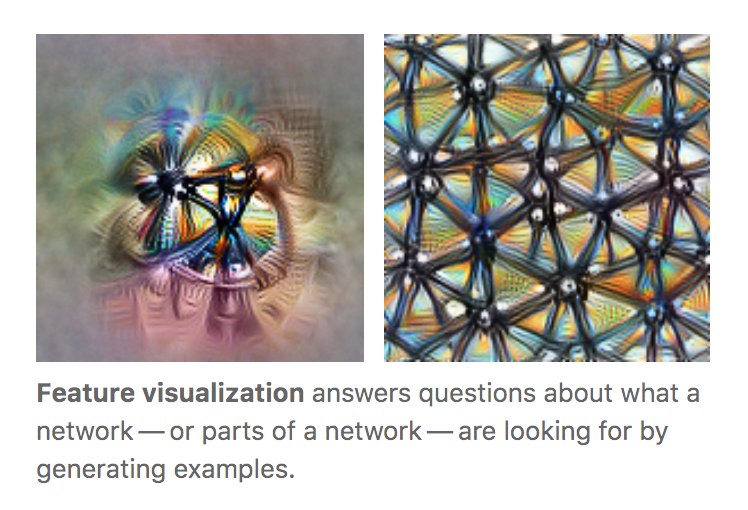 Feature visualization answers questions about what a
network — or parts of a network — are looking for by
generating examples.